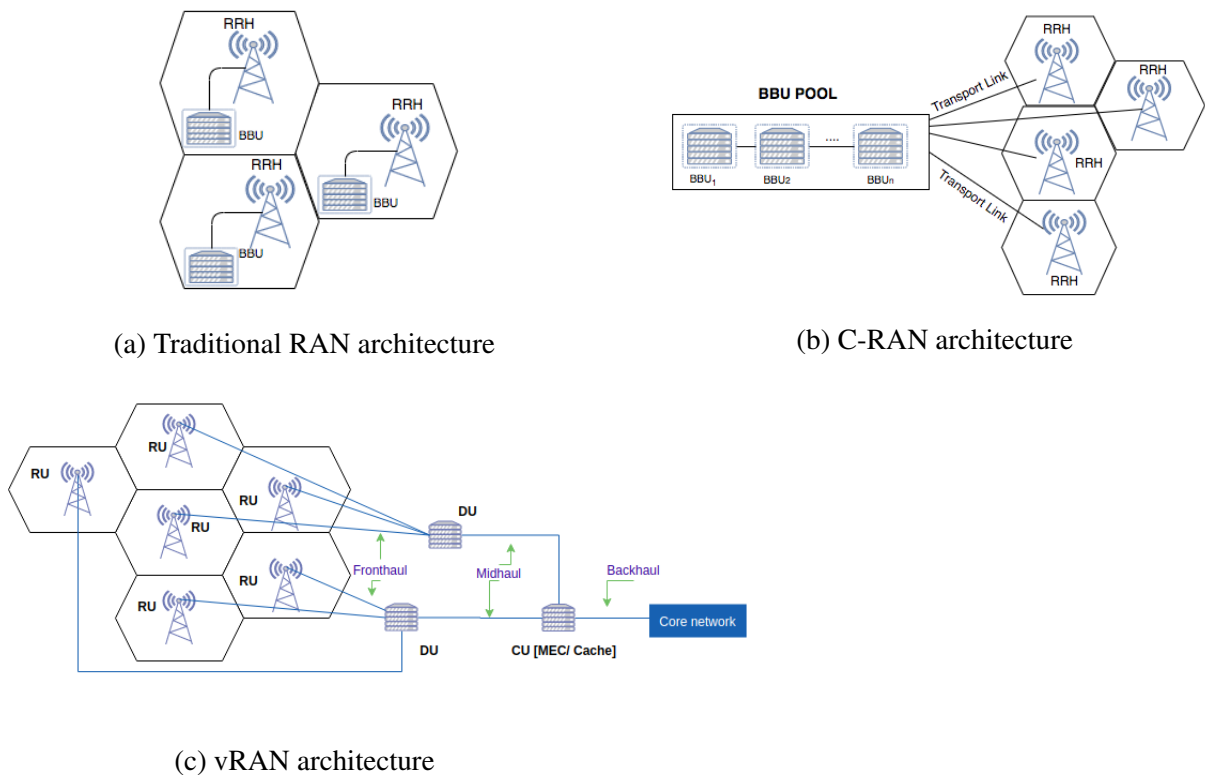 RRH
BBU
RRH
BBU
RRH
BBU
(a) Traditional RAN architecture
BBU POOL
BBU1
BBU2
....
BBUn
Transport Link
Transport Link
RRH
RRH
RRH
RRH
(b) C-RAN architecture
RU
RU
RU
RU
RU
RU
DU
Fronthaul
Midhaul
Backhaul
DU
CU [MEC/ Cache]
Core network
(c) vRAN architecture